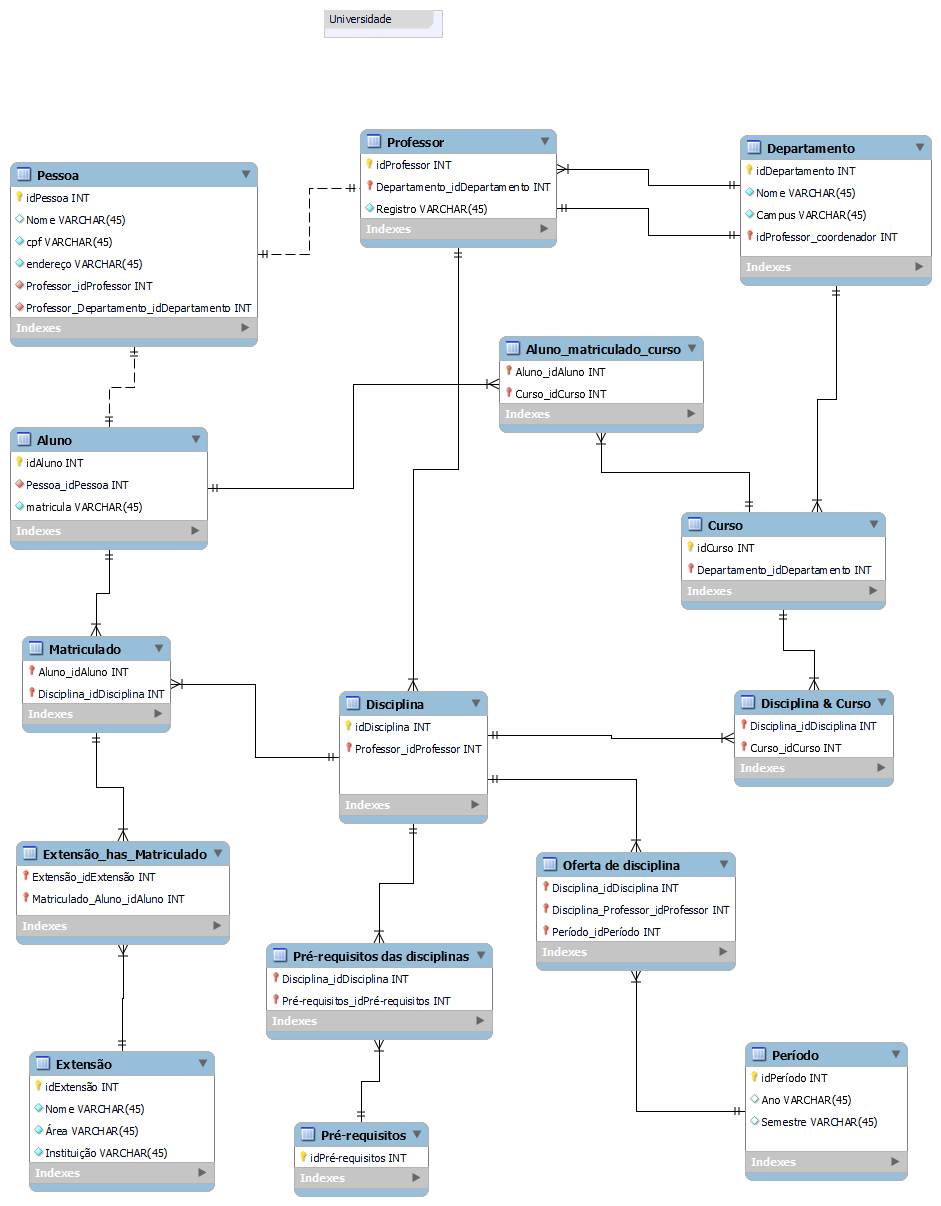 Universidade
Professor
idProfessor INT
Departamento_idDepartamento INT
Registro VARCHAR(45)
Indexes
Departamento
idDepartamento INT
Nome VARCHAR(45)
Campus VARCHAR(45)
idProfessor_coordenador INT
Indexes
Pessoa
idPessoa INT
Nome VARCHAR(45)
cpf VARCHAR(45)
endereço VARCHAR(45)
Professor_idProfessor INT
Professor_Departamento_idDepartamento INT
Indexes
Aluno_matriculado_curso
Aluno_idAluno INT
Curso_idCurso INT
Indexes
Aluno
idAluno INT
Pessoa_idPessoa INT
matricula VARCHAR(45)
Indexes
Curso
idCurso INT
Departamento_idDepartamento INT
Indexes
Matriculado
Aluno_idAluno INT
Disciplina_idDisciplina INT
Indexes
Disciplina
idDisciplina INT
Professor_idProfessor INT
Indexes
Disciplina & Curso
Disciplina_idDisciplina INT
Curso_idCurso INT
Indexes
Extensão_has_Matriculado
Extensão_idExtensão INT
Matriculado_Aluno_idAluno INT
Indexes
Oferta de disciplina
Disciplina_idDisciplina INT
Disciplina_Professor_idProfessor INT
Período_idPeríodo INT
Indexes
Pré-requisitos das disciplinas
Disciplina_idDisciplina INT
Pré-requisitos_idPré-requisitos INT
Indexes
Extensão
idExtensão INT
Nome VARCHAR(45)
Área VARCHAR(45)
Instituição VARCHAR(45)
Indexes
Período
idPeríodo INT
Ano VARCHAR(45)
Semestre VARCHAR(45)
Indexes
Pré-requisitos
idPré-requisitos INT
Indexes